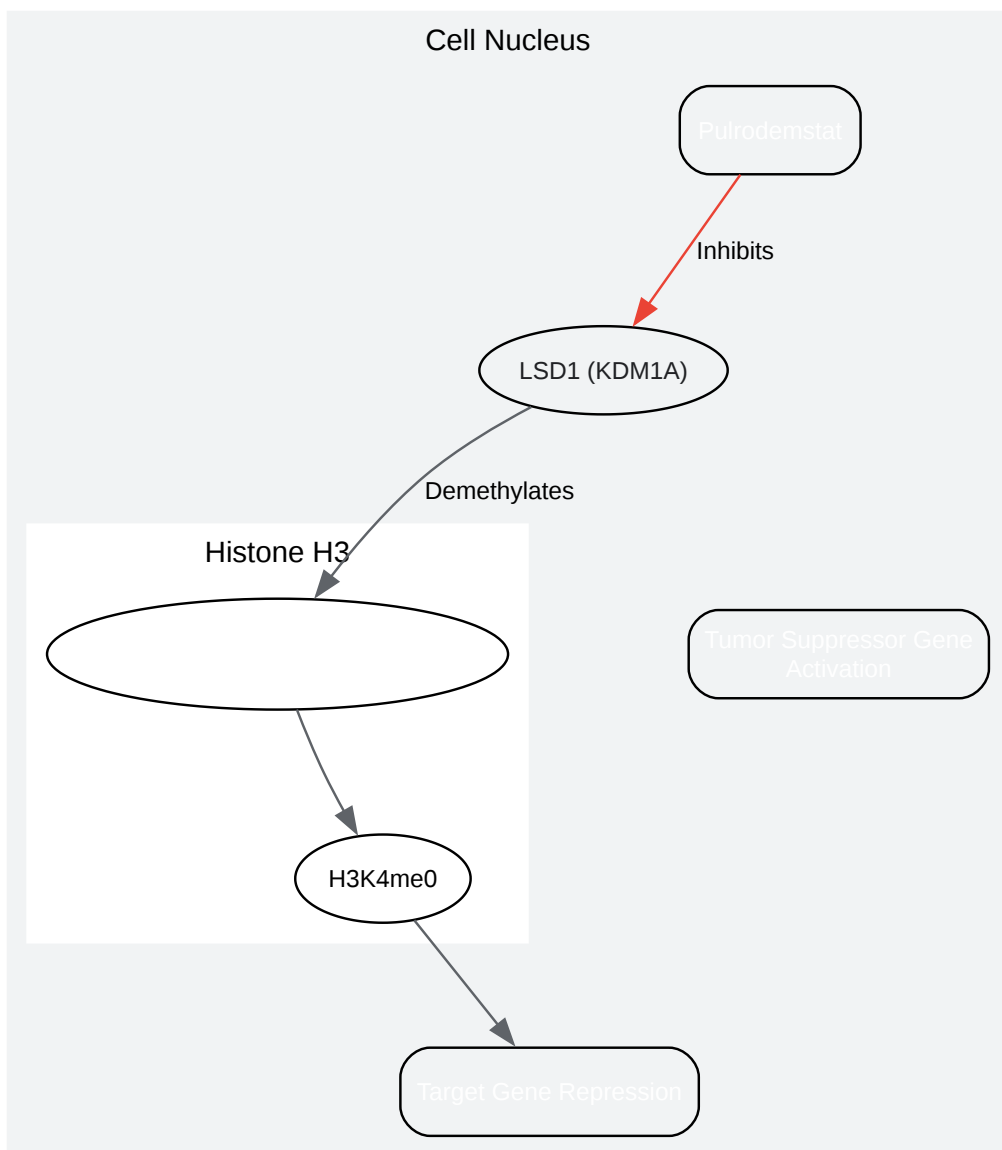 Cell Nucleus
Pulrodemstat
Inhibits
LSD1 (KDM1A)
Demethylates
Histone H3
Tumor Suppressor Gene
Activation
H3K4me0
Target Gene Repression